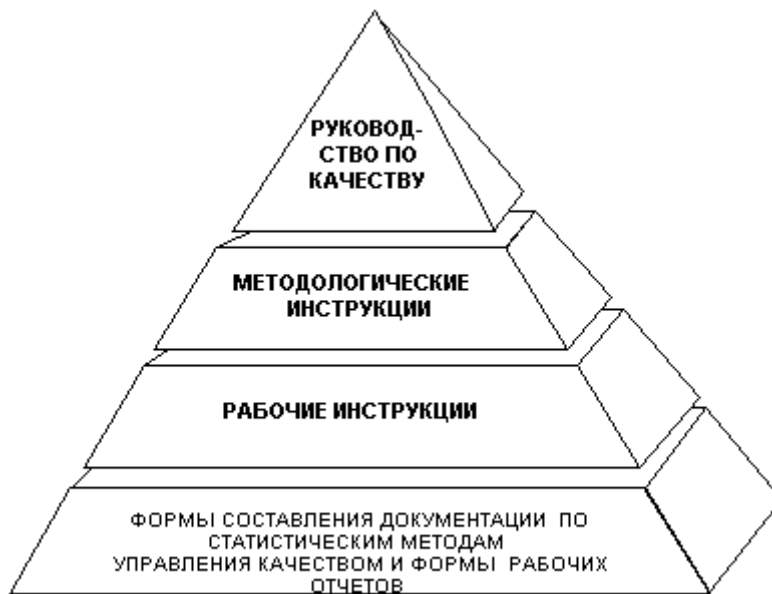 РУКОВОД-
СТВО ПО
КАЧЕСТВУ
МЕТОДОЛОГИЧЕСКИЕ
ИНСТРУКЦИИ
РАБОЧИЕ ИНСТРУКЦИИ
ФОРМЫ СОСТАВЛЕНИЯ ДОКУМЕНТАЦИИ ПО
СТАТИСТИЧЕСКИМ МЕТОДАМ
УПРАВЛЕНИЯ КАЧЕСТВОМ И ФОРМЫ РАБОЧИХ
ОТЧЕТОВ